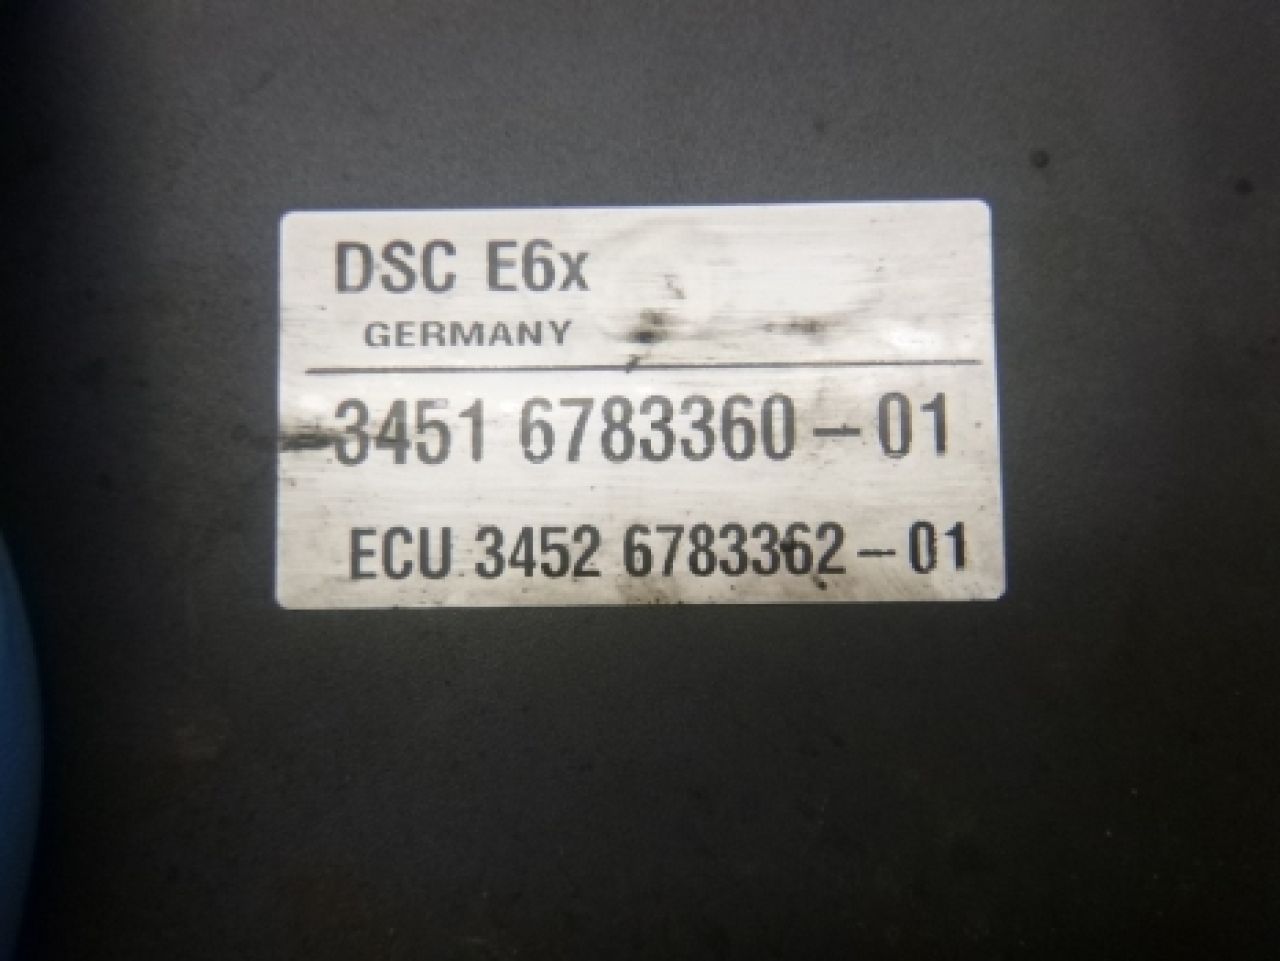 DSC E6x
GERMANY
3451 6783360-01
ECU 3452 6783362-01